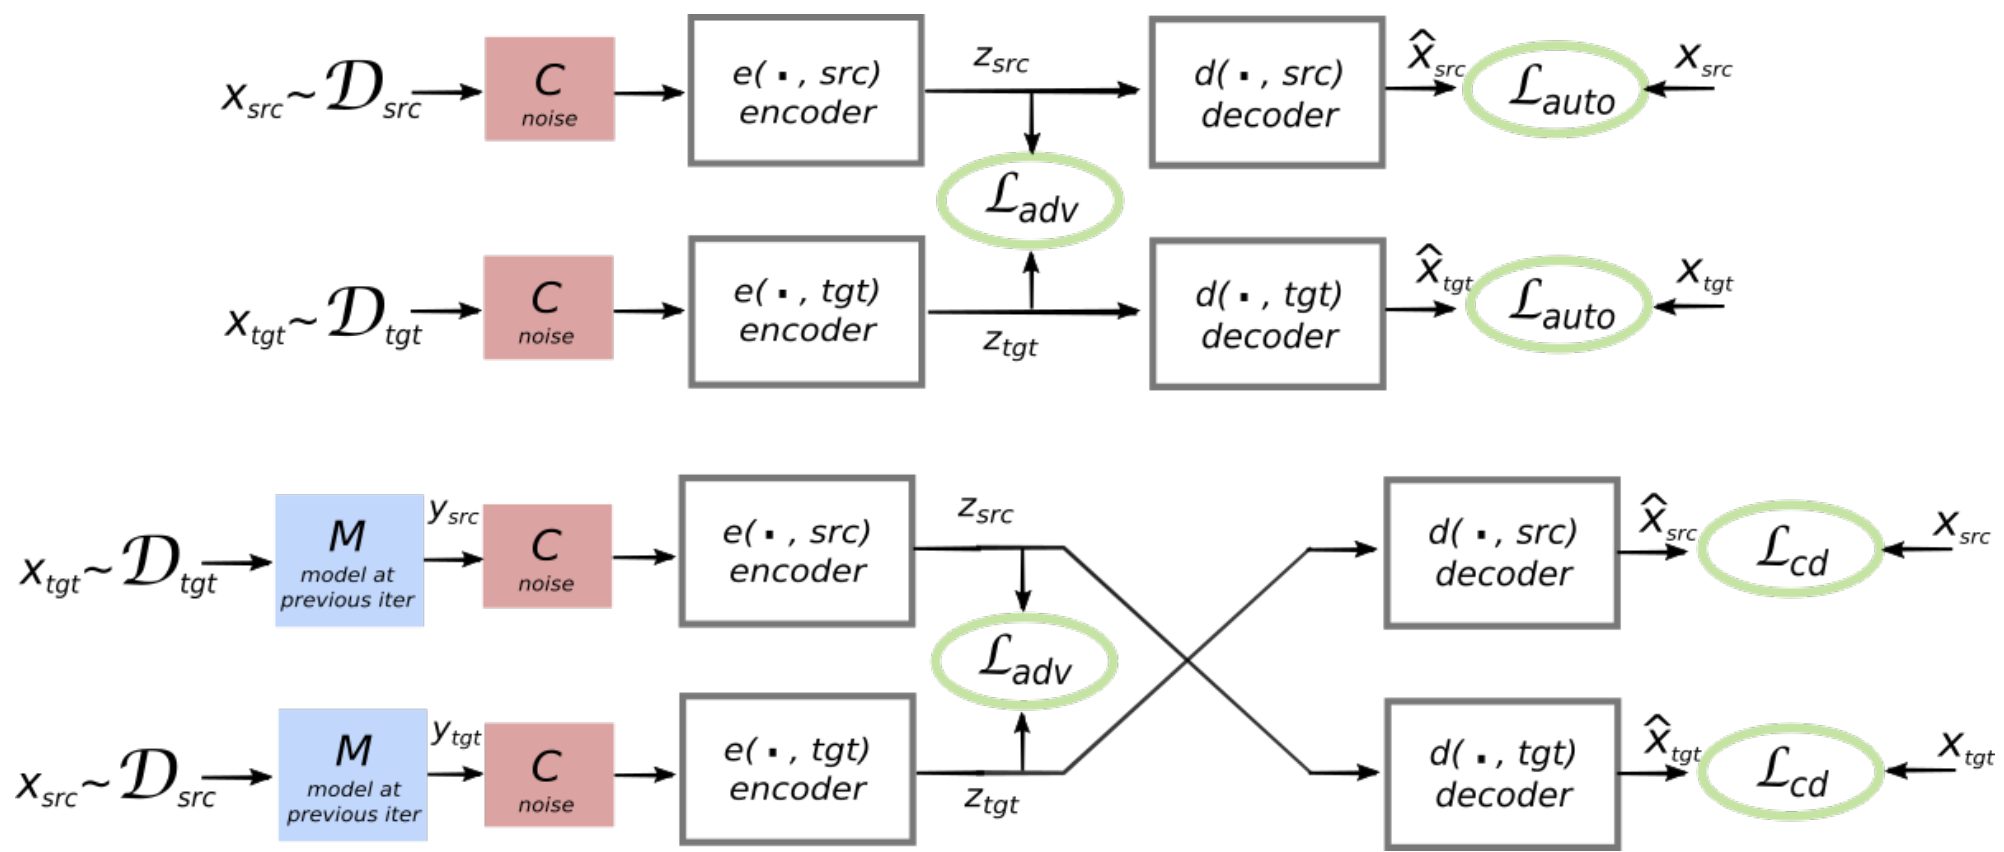 x_src ~ 𝒟_src
C
noise
e(·, src)
encoder
z_src
d(·, src)
decoder
x̂_src
ℒ_auto
x_src
ℒ_adv
x_tgt ~ 𝒟_tgt
C
noise
e(·, tgt)
encoder
z_tgt
d(·, tgt)
decoder
x̂_tgt
ℒ_auto
x_tgt
x_tgt ~ 𝒟_tgt
M
model at
previous iter
y_src
C
noise
e(·, src)
encoder
z_src
d(·, src)
decoder
x̂_src
ℒ_cd
x_src
ℒ_adv
x_src ~ 𝒟_src
M
model at
previous iter
y_tgt
C
noise
e(·, tgt)
encoder
z_tgt
d(·, tgt)
decoder
x̂_tgt
ℒ_cd
x_tgt